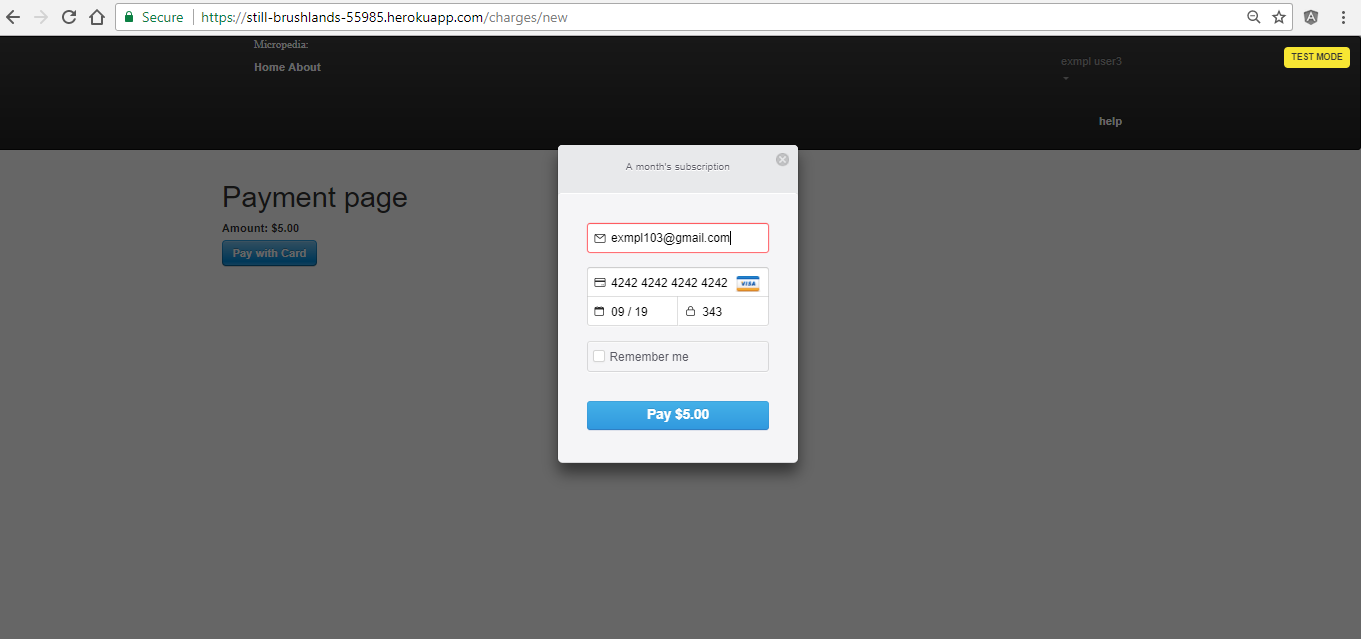 Secure https://still-brushlands-55985.herokuapp.com/charges/new
Micropedia:
Home About
exmpl user3
TEST MODE
help
A month's subscription
Payment page
Amount: $5.00
Pay with Card
exmpl103@gmail.com
4242 4242 4242 4242 VISA
09 / 19 343
Remember me
Pay $5.00